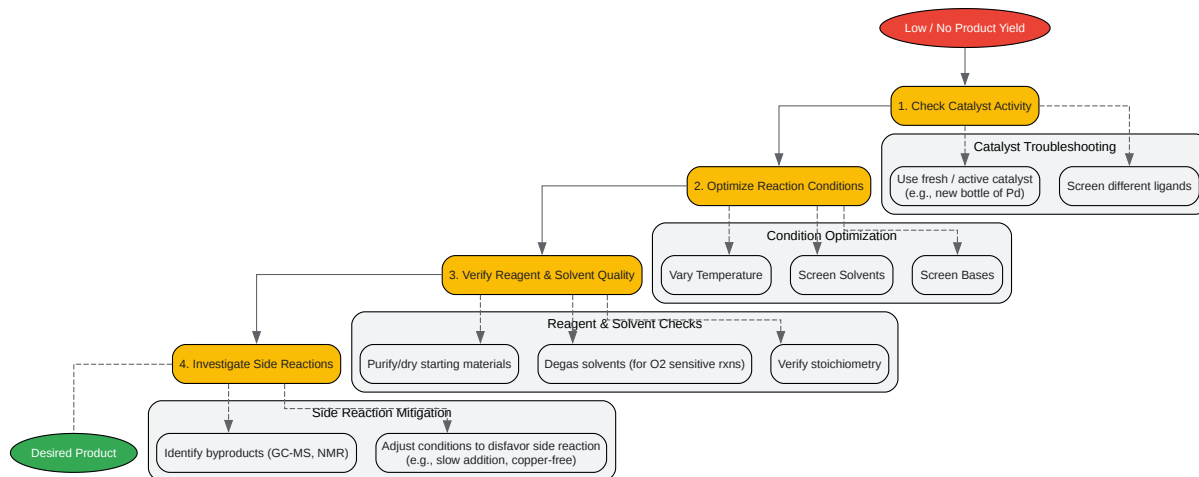 Low / No Product Yield
1. Check Catalyst Activity
Catalyst Troubleshooting
Use fresh / active catalyst
(e.g., new bottle of Pd)
Screen different ligands
2. Optimize Reaction Conditions
Condition Optimization
Vary Temperature
Screen Solvents
Screen Bases
3. Verify Reagent & Solvent Quality
Reagent & Solvent Checks
Purify/dry starting materials
Degas solvents (for O2 sensitive rxns)
Verify stoichiometry
4. Investigate Side Reactions
Side Reaction Mitigation
Identify byproducts (GC-MS, NMR)
Adjust conditions to disfavor side reaction
(e.g., slow addition, copper-free)
Desired Product